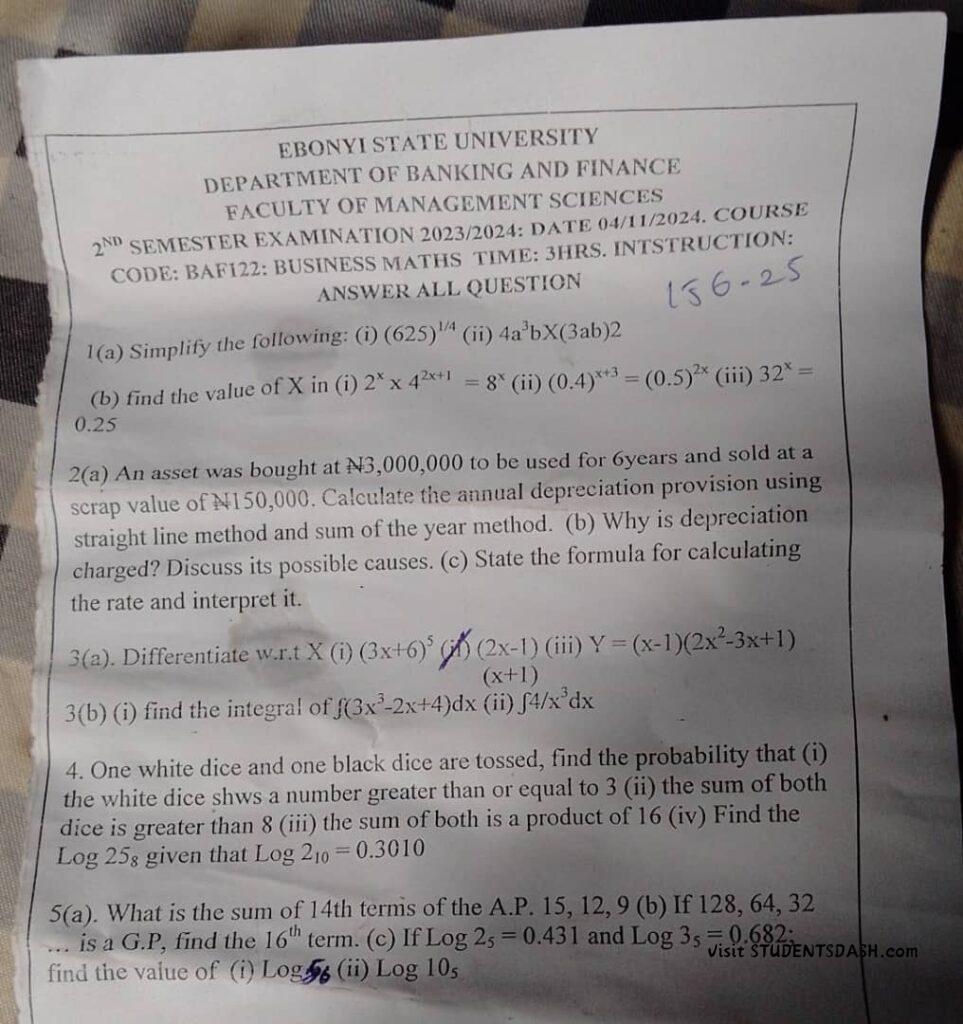 EBONYI STATE UNIVERSITY
DEPARTMENT OF BANKING AND FINANCE
FACULTY OF MANAGEMENT SCIENCES
2ND SEMESTER EXAMINATION 2023/2024: DATE 04/11/2024. COURSE
CODE: BAF122: BUSINESS MATHS TIME: 3HRS. INTSTRUCTION:
ANSWER ALL QUESTION
156-25
1(a) Simplify the following: (i) (625)^1/4 (ii) 4a³bX(3ab)2
(b) find the value of X in (i) 2ˣ x 4^2x+1 = 8ˣ (ii) (0.4)^x+3 = (0.5)^2x (iii) 32ˣ =
0.25
2(a) An asset was bought at ₦3,000,000 to be used for 6years and sold at a
scrap value of ₦150,000. Calculate the annual depreciation provision using
straight line method and sum of the year method. (b) Why is depreciation
charged? Discuss its possible causes. (c) State the formula for calculating
the rate and interpret it.
3(a). Differentiate w.r.t X (i) (3x+6)⁵ (ii) (2x-1) (iii) Y = (x-1)(2x²-3x+1)
(x+1)
3(b) (i) find the integral of ∫(3x³-2x+4)dx (ii) ∫4/x³dx
4. One white dice and one black dice are tossed, find the probability that (i)
the white dice shws a number greater than or equal to 3 (ii) the sum of both
dice is greater than 8 (iii) the sum of both is a product of 16 (iv) Find the
Log 25₈ given that Log 2₁₀ = 0.3010
5(a). What is the sum of 14th terms of the A.P. 15, 12, 9 (b) If 128, 64, 32
... is a G.P, find the 16th term. (c) If Log 2₅ = 0.431 and Log 3₅ = 0.682;
visit STUDENTSDASH.com
find the value of (i) Log (ii) Log 10₅